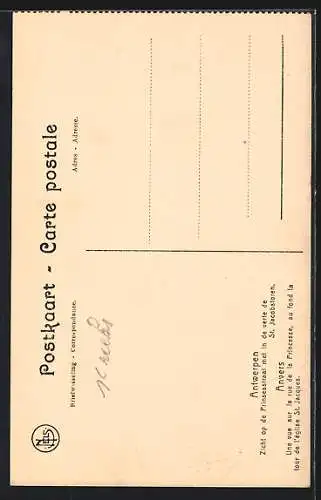 Postkaart - Carte postale
Briefwisseling - Correspondance.
Adres - Adresse.
Antwerpen
Zicht op de Prinsesstraat met in de verte de
St. Jacobstoren.
Anvers
Une vue sur la rue de la Princesse, au fond la
tour de l'église St. Jacques.